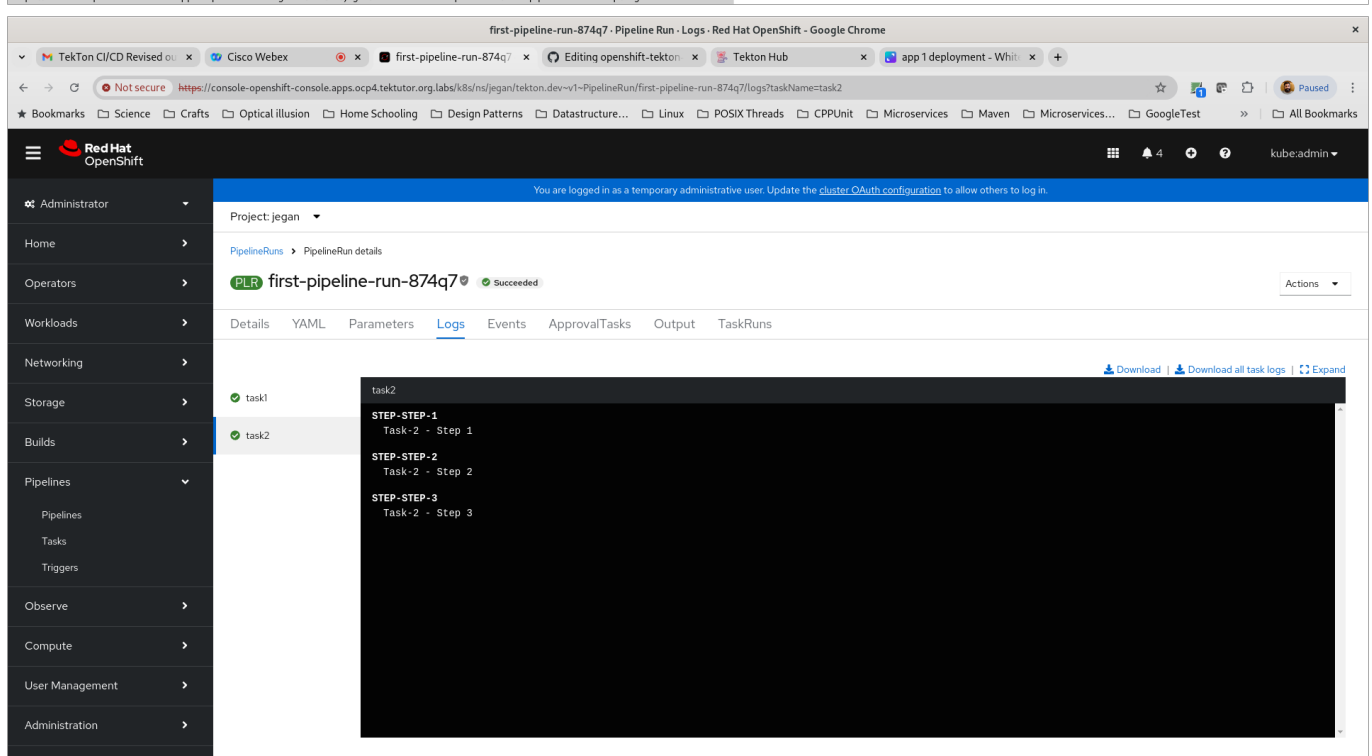 first-pipeline-run-874q7 · Pipeline Run · Logs · Red Hat OpenShift - Google Chrome
TekTon CI/CD Revised ou
Cisco Webex
first-pipeline-run-874q7
Editing openshift-tekton
Tekton Hub
app 1 deployment - Whit
Not secure https://console-openshift-console.apps.ocp4.tektutor.org.labs/k8s/ns/jegan/tekton.dev~v1~PipelineRun/first-pipeline-run-874q7/logs?taskName=task2
1
Paused
Bookmarks Science Crafts Optical illusion Home Schooling Design Patterns Datastructure... Linux POSIX Threads CPPUnit Microservices Maven Microservices... GoogleTest » All Bookmarks
Red Hat
OpenShift
4
kube:admin
You are logged in as a temporary administrative user. Update the cluster OAuth configuration to allow others to log in.
Administrator
Home
Operators
Workloads
Networking
Storage
Builds
Pipelines
Pipelines
Tasks
Triggers
Observe
Compute
User Management
Administration
Project: jegan
PipelineRuns > PipelineRun details
PLR first-pipeline-run-874q7 Succeeded
Actions
Details YAML Parameters Logs Events ApprovalTasks Output TaskRuns
Download | Download all task logs | Expand
task1
task2
task2
STEP-STEP-1
Task-2 - Step 1
STEP-STEP-2
Task-2 - Step 2
STEP-STEP-3
Task-2 - Step 3